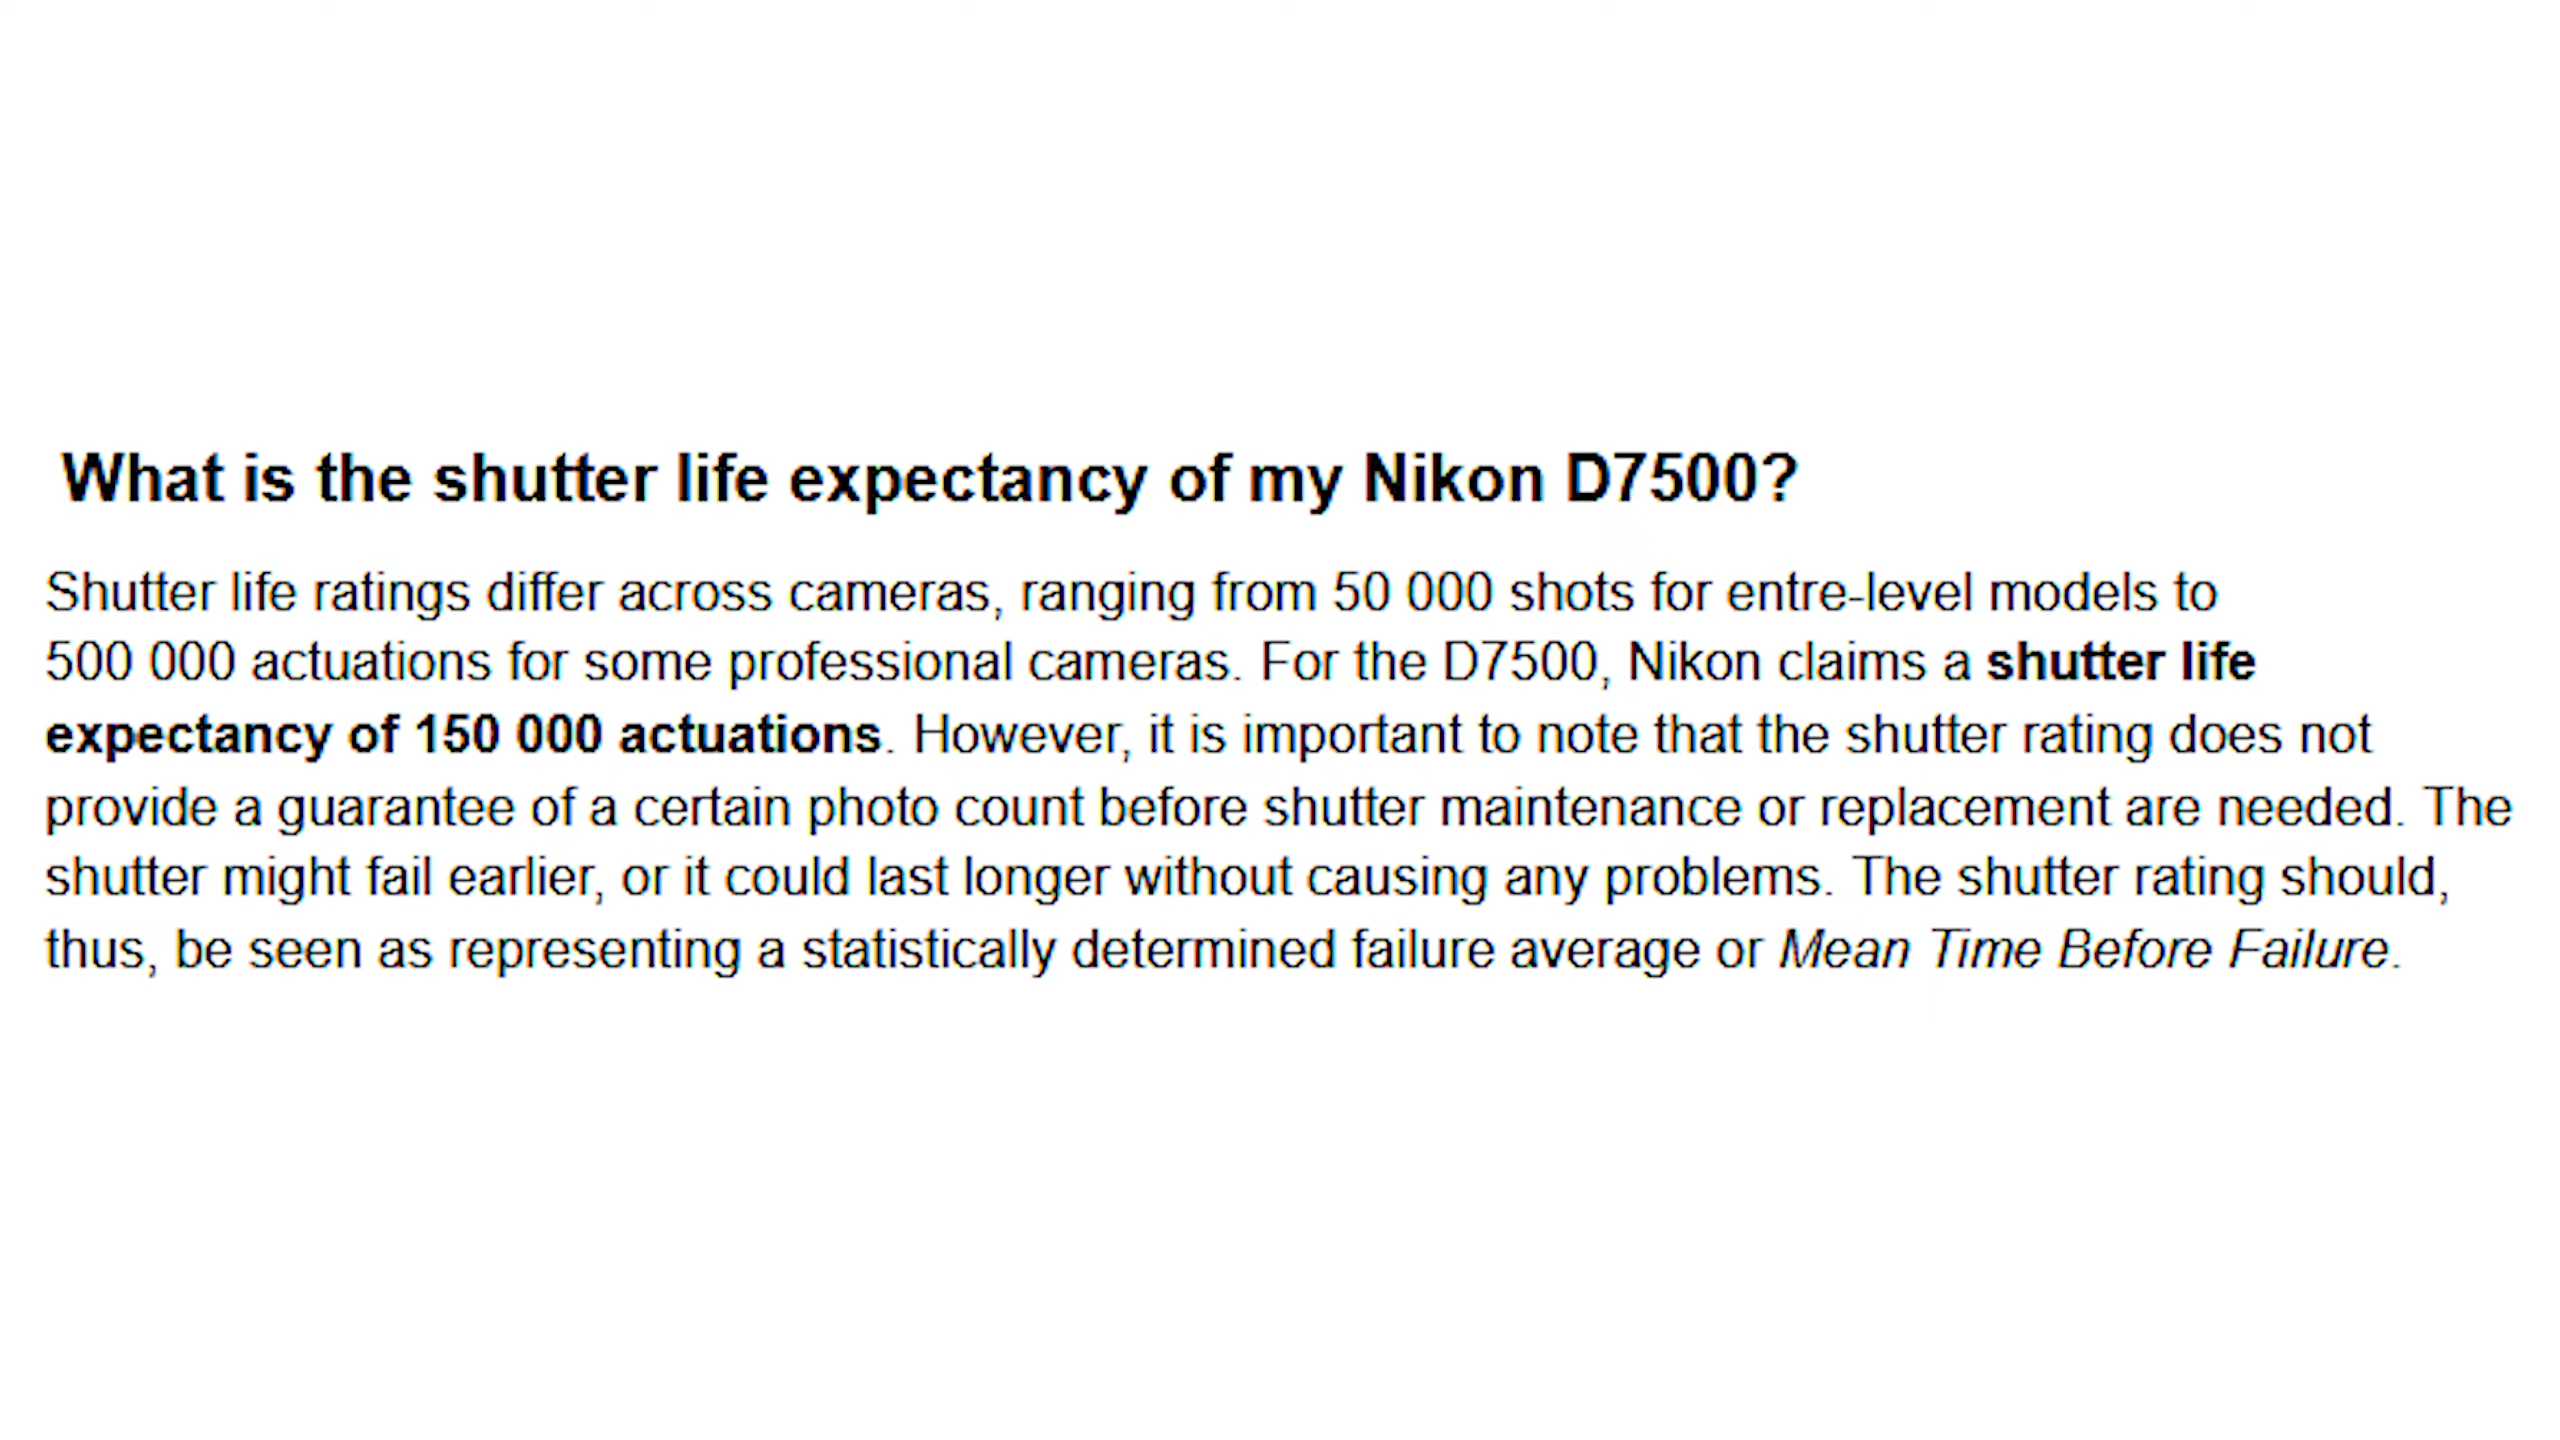 What is the shutter life expectancy of my Nikon D7500?
Shutter life ratings differ across cameras, ranging from 50 000 shots for entre-level models to
500 000 actuations for some professional cameras. For the D7500, Nikon claims a shutter life
expectancy of 150 000 actuations. However, it is important to note that the shutter rating does not
provide a guarantee of a certain photo count before shutter maintenance or replacement are needed. The
shutter might fail earlier, or it could last longer without causing any problems. The shutter rating should,
thus, be seen as representing a statistically determined failure average or Mean Time Before Failure.